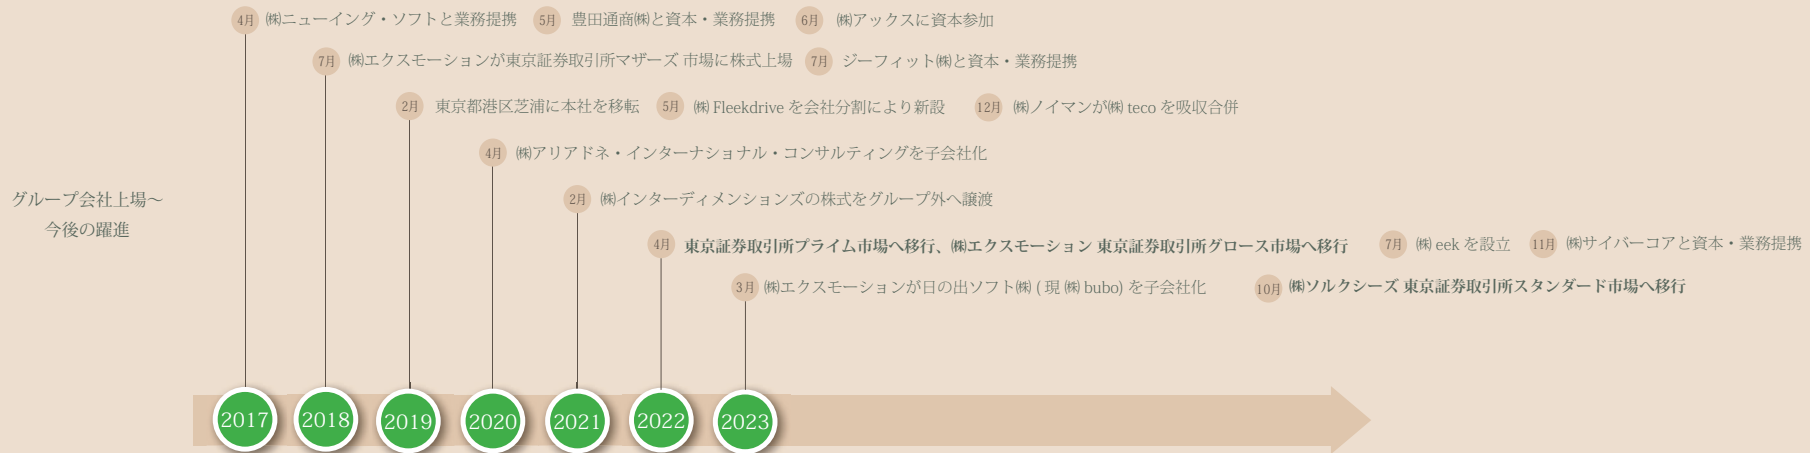 4月 ㈱ニューイング・ソフトと業務提携 5月 豊田通商㈱と資本・業務提携 6月 ㈱アックスに資本参加
7月 ㈱エクスモーションが東京証券取引所マザーズ 市場に株式上場 7月 ジーフィット㈱と資本・業務提携
2月 東京都港区芝浦に本社を移転 5月 ㈱ Fleekdrive を会社分割により新設 12月 ㈱ノイマンが㈱ teco を吸収合併
4月 ㈱アリアドネ・インターナショナル・コンサルティングを子会社化
グループ会社上場〜
今後の躍進
2月 ㈱インターディメンションズの株式をグループ外へ譲渡
4月 東京証券取引所プライム市場へ移行、㈱エクスモーション 東京証券取引所グロース市場へ移行 7月 ㈱ eek を設立 11月 ㈱サイバーコアと資本・業務提携
3月 ㈱エクスモーションが日の出ソフト㈱ ( 現 ㈱ bubo) を子会社化 10月 ㈱ソルクシーズ 東京証券取引所スタンダード市場へ移行
2017 2018 2019 2020 2021 2022 2023